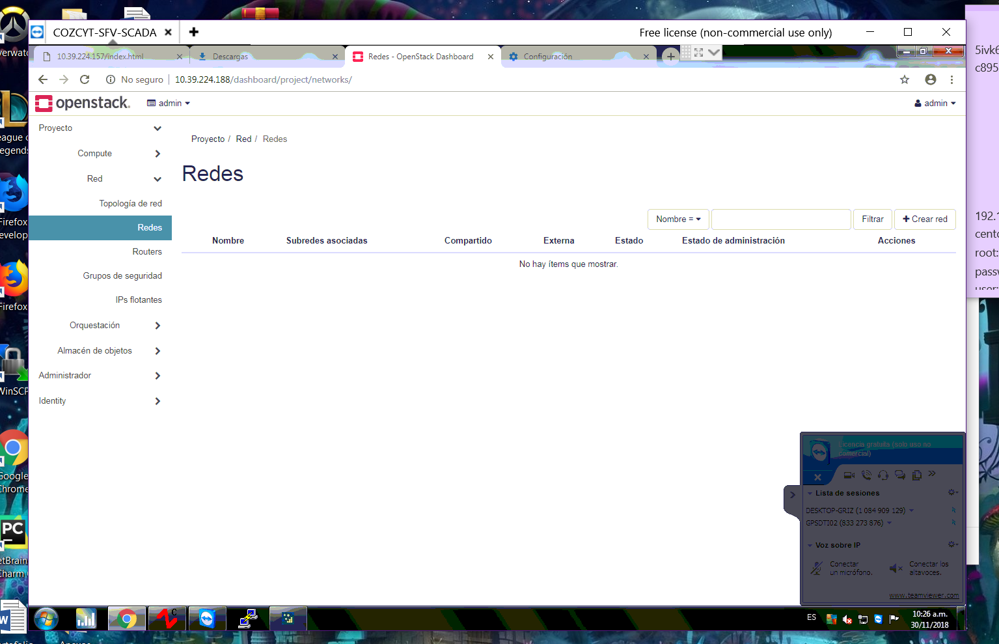 COZCYT-SFV-SCADA
Free license (non-commercial use only)
10.39.224.157/index.html
Descargas
Redes - OpenStack Dashboard
Configuración
No seguro
10.39.224.188/dashboard/project/networks/
openstack.
admin
admin
Proyecto
Compute
Red
Topología de red
Redes
Routers
Grupos de seguridad
IPs flotantes
Orquestación
Almacén de objetos
Administrador
Identity
Proyecto / Red / Redes
Redes
Nombre =
Filtrar
Crear red
Nombre Subredes asociadas Compartido Externa Estado Estado de administración Acciones
No hay ítems que mostrar.
Licencia gratuita (solo uso no
comercial)
Lista de sesiones
DESKTOP-GRIZ (1 084 909 129)
GPSDTI02 (833 273 876)
Voz sobre IP
Conectar
un micrófono.
Conectar los
altavoces.
www.teamviewer.com
ES
10:26 a.m.
30/11/2018
5ivk6
c895
192.1
cento
root:
passw
user:
verwatc
eague o
egends
Firefox
evelop
Firefox
WinSCP
Google
Chrome
PC
etBrain
Charm
W
Anexos